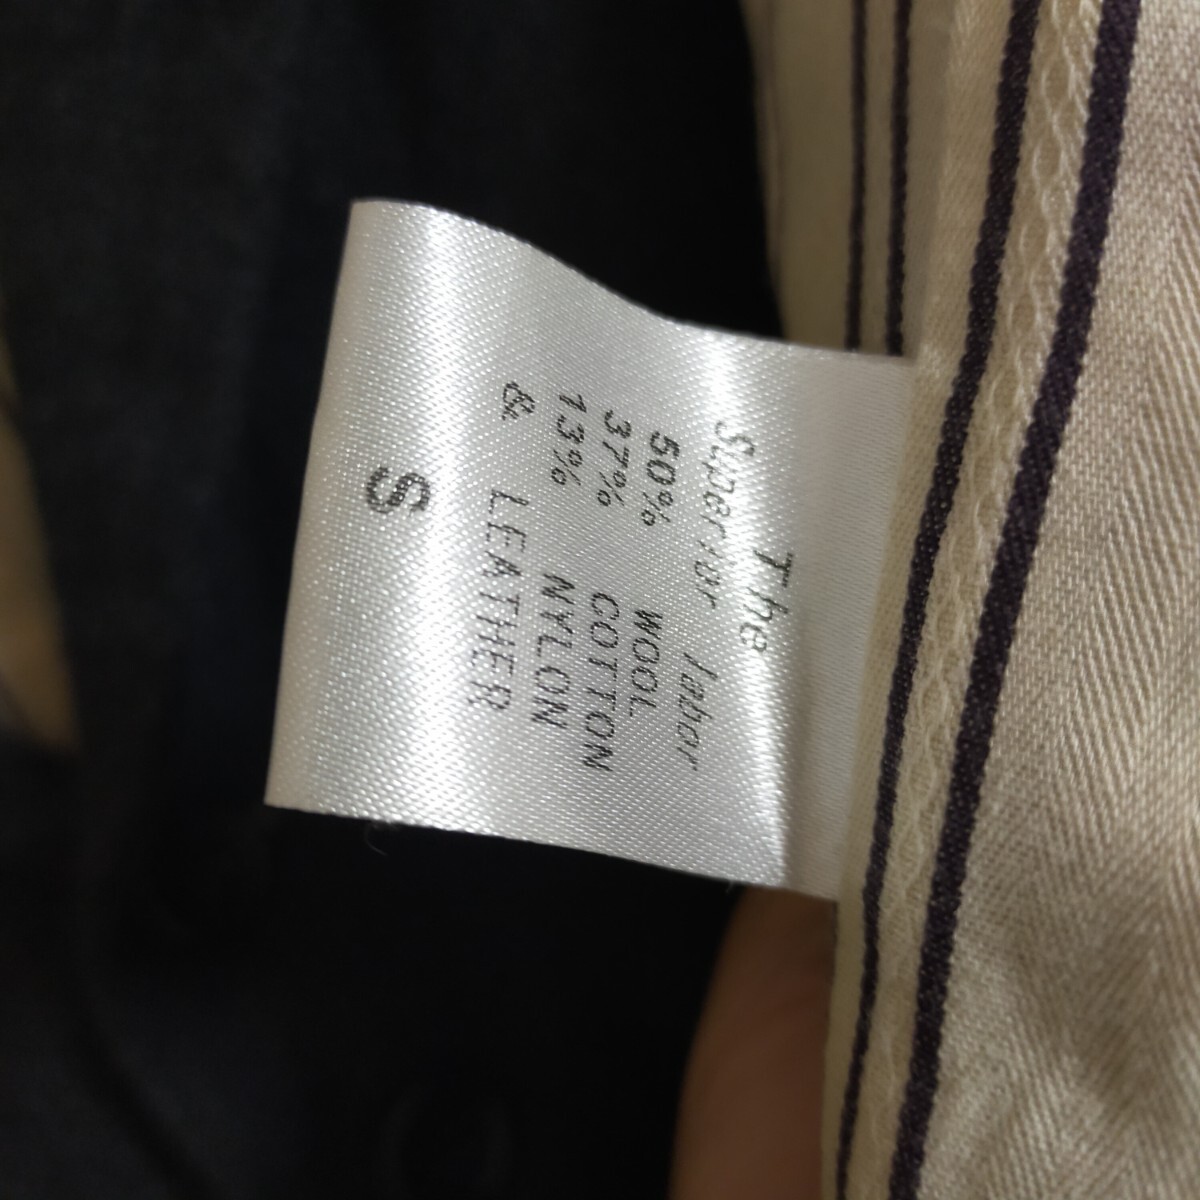 The
Superior labor
50% WOOL
37% COTTON
13% NYLON
& LEATHER
S